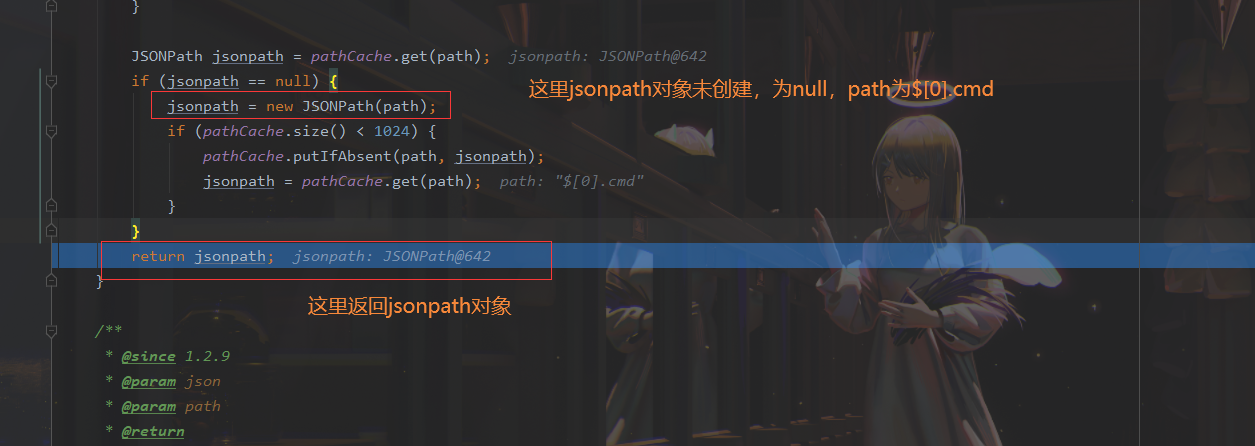 }
JSONPath jsonpath = pathCache.get(path); jsonpath: JSONPath@642
if (jsonpath == null) {
这里jsonpath对象未创建，为null，path为$[0].cmd
jsonpath = new JSONPath(path);
if (pathCache.size() < 1024) {
pathCache.putIfAbsent(path, jsonpath);
jsonpath = pathCache.get(path); path: "$[0].cmd"
}
}
return jsonpath; jsonpath: JSONPath@642
}
这里返回jsonpath对象
/**
* @since 1.2.9
* @param json
* @param path
* @return